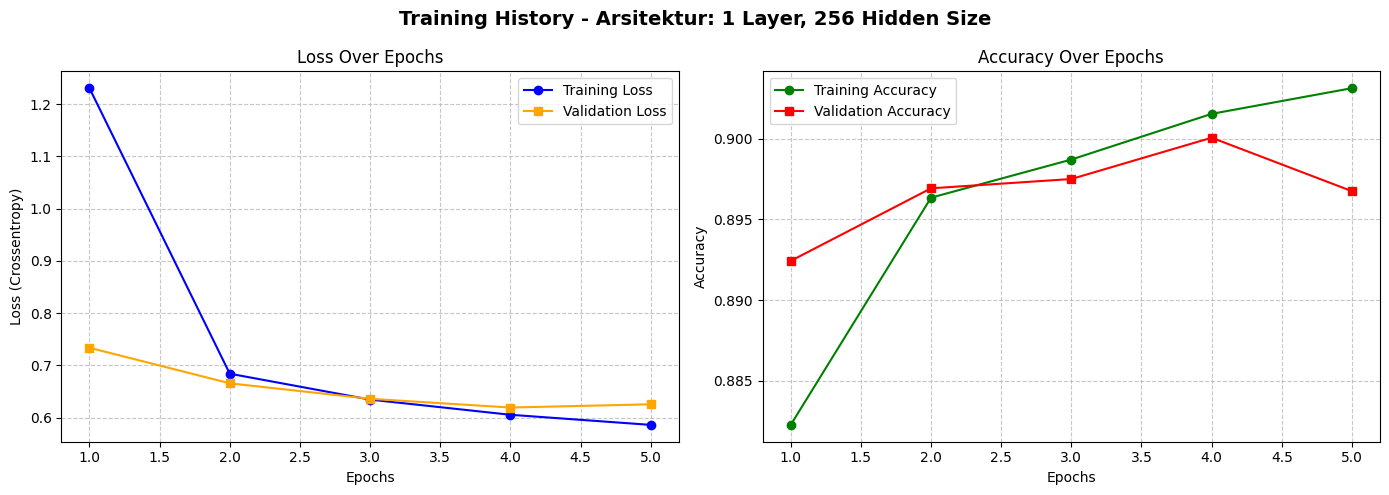 Training History - Arsitektur: 1 Layer, 256 Hidden Size
Loss Over Epochs
Training Loss
Validation Loss
Loss (Crossentropy)
1.2
1.1
1.0
0.9
0.8
0.7
0.6
1.0 1.5 2.0 2.5 3.0 3.5 4.0 4.5 5.0
Epochs
Accuracy Over Epochs
Training Accuracy
Validation Accuracy
Accuracy
0.900
0.895
0.890
0.885
1.0 1.5 2.0 2.5 3.0 3.5 4.0 4.5 5.0
Epochs